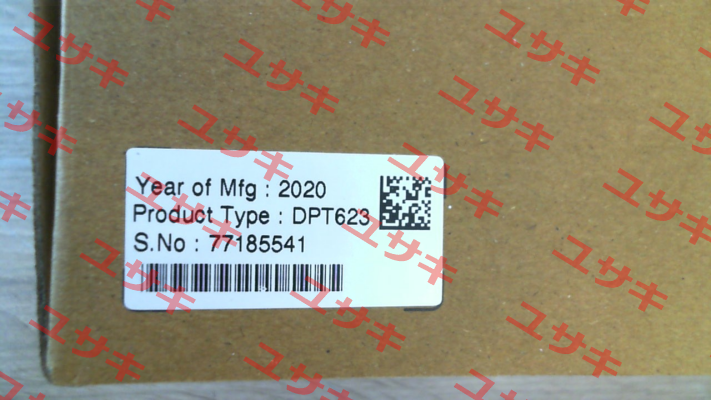 Year of Mfg : 2020
Product Type : DPT623
S.No : 77185541
ユサキ